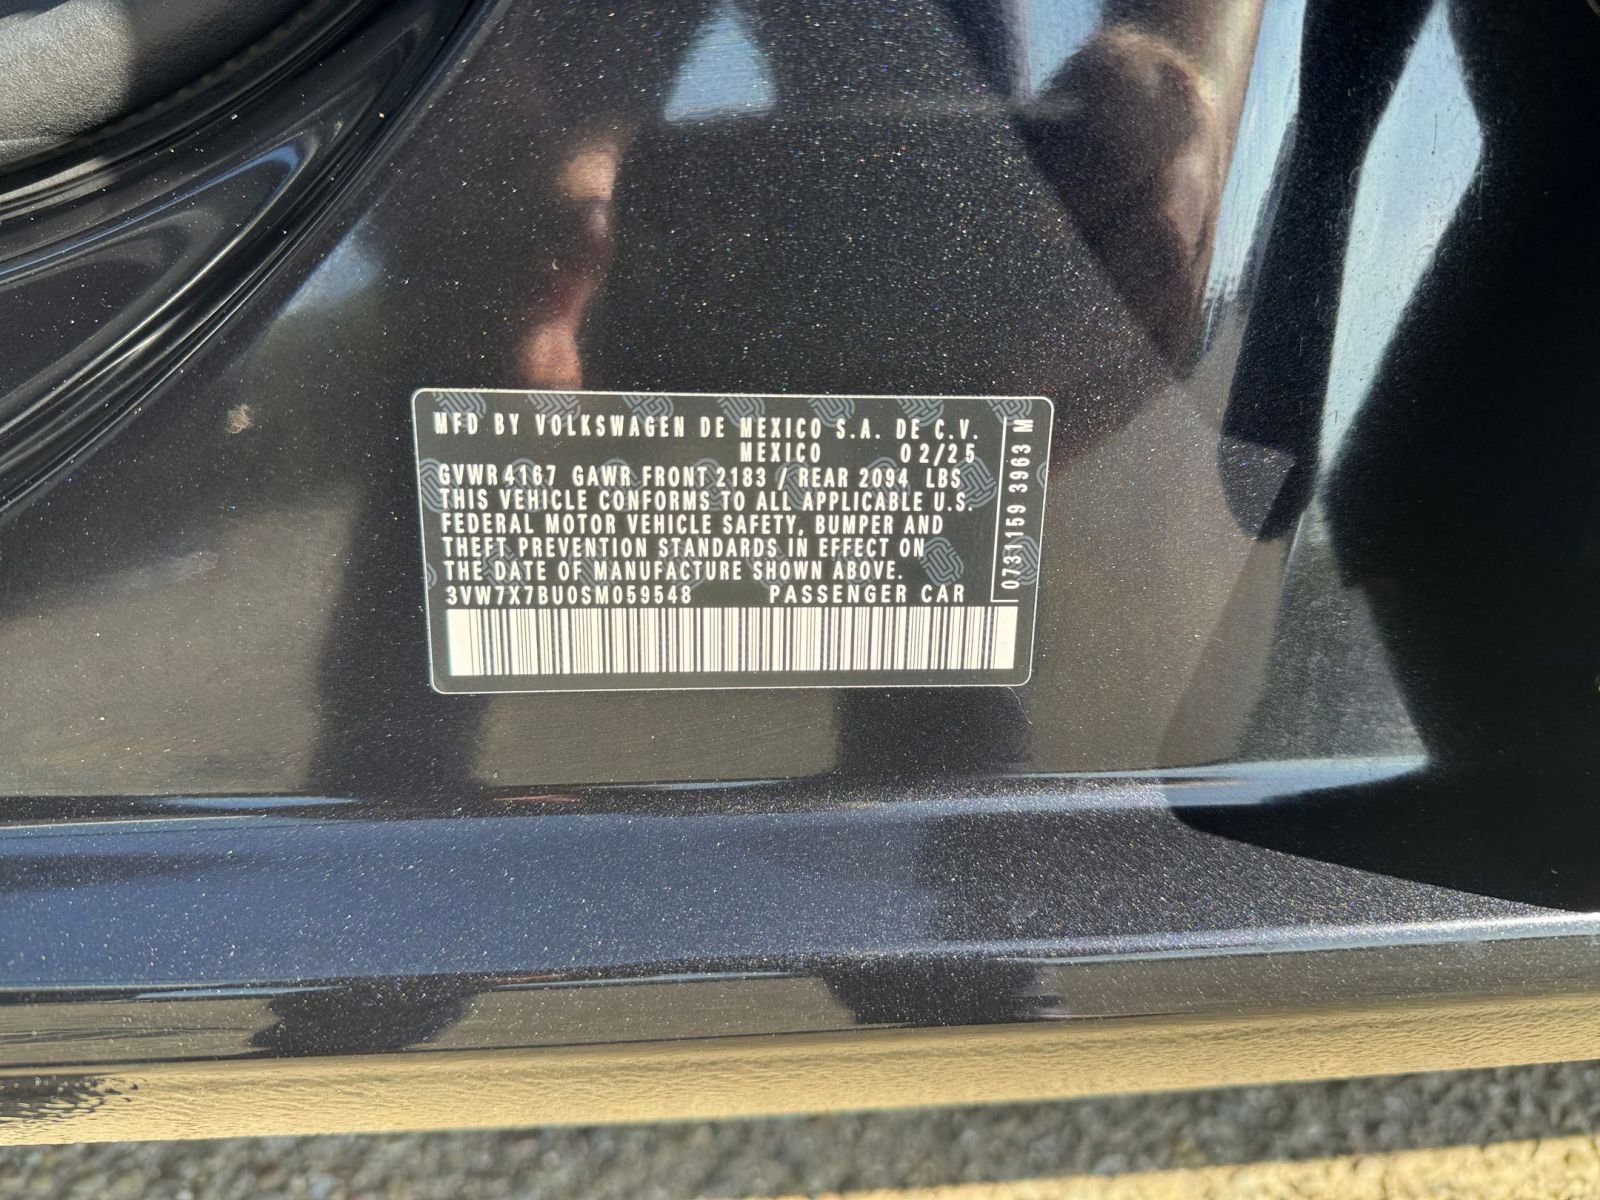 MFD BY VOLKSWAGEN DE MEXICO S.A. DE C.V.
MEXICO 02/25
GVWR 4167 GAWR FRONT 2183 / REAR 2094 LBS
THIS VEHICLE CONFORMS TO ALL APPLICABLE U.S.
FEDERAL MOTOR VEHICLE SAFETY, BUMPER AND
THEFT PREVENTION STANDARDS IN EFFECT ON
THE DATE OF MANUFACTURE SHOWN ABOVE.
3VW7X7BU0SM059548 PASSENGER CAR
0731159 3963 M